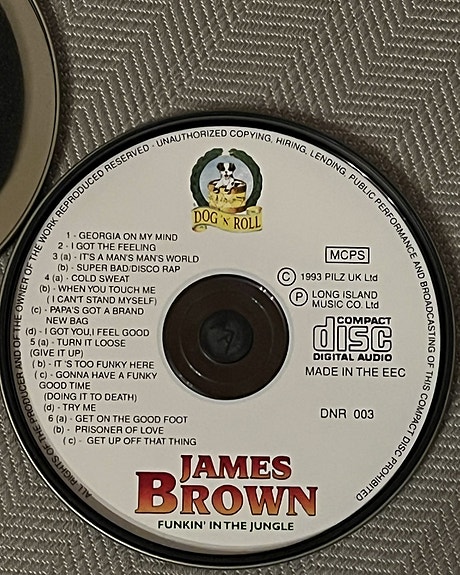 ALL RIGHTS OF THE PRODUCER AND OF THE OWNER OF THE WORK REPRODUCED RESERVED · UNAUTHORIZED COPYING, HIRING, LENDING, PUBLIC PERFORMANCE AND BROADCASTING OF THIS COMPACT DISC PROHIBITED
DOG 'N' ROLL
1 - GEORGIA ON MY MIND
2 - I GOT THE FEELING
3 (a) - IT'S A MAN'S MAN'S WORLD
(b) - SUPER BAD/DISCO RAP
4 (a) - COLD SWEAT
(b) - WHEN YOU TOUCH ME
( I CAN'T STAND MYSELF)
(c) - PAPA'S GOT A BRAND
NEW BAG
(d) - I GOT YOU,I FEEL GOOD
5 (a) - TURN IT LOOSE
(GIVE IT UP)
( b) - IT'S TOO FUNKY HERE
( c) - GONNA HAVE A FUNKY
GOOD TIME
(DOING IT TO DEATH)
(d) - TRY ME
6 (a) - GET ON THE GOOD FOOT
(b) - PRISONER OF LOVE
(c) - GET UP OFF THAT THING
MCPS
© 1993 PILZ UK Ltd
℗ LONG ISLAND
MUSIC CO. Ltd
COMPACT
disc
DIGITAL AUDIO
MADE IN THE EEC
DNR 003
JAMES
BROWN
FUNKIN' IN THE JUNGLE